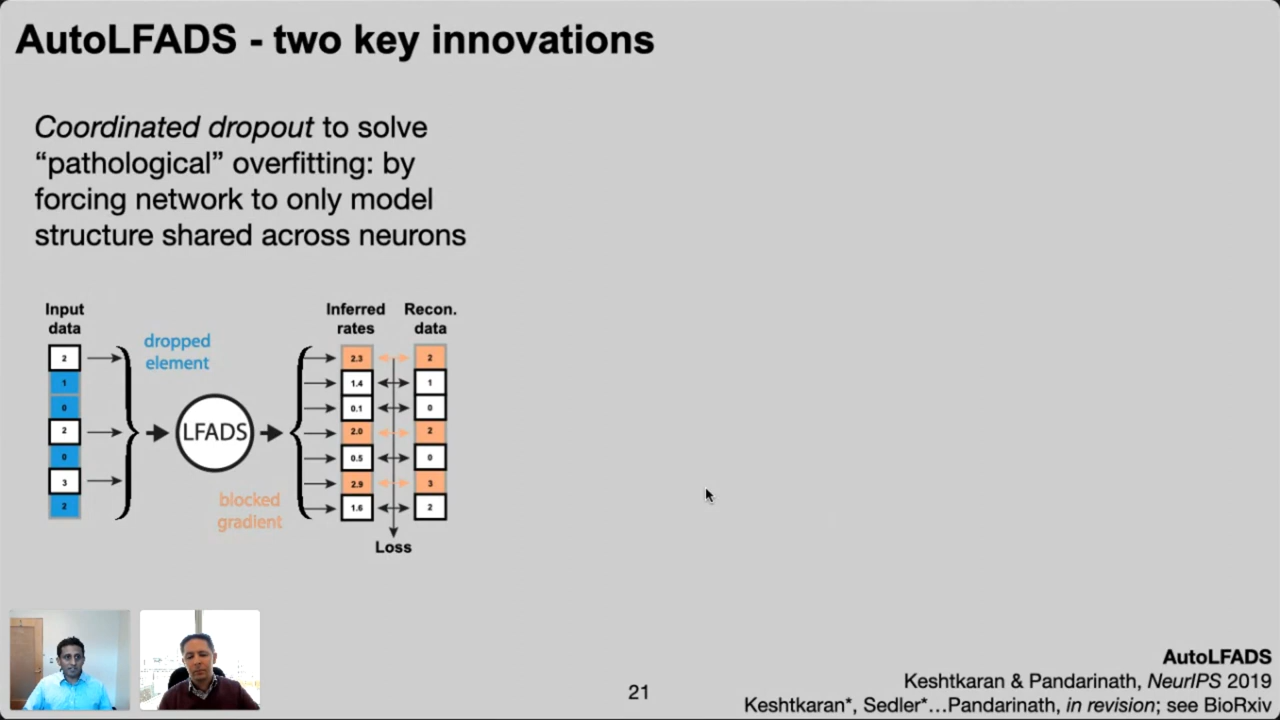 AutoLFADS - two key innovations
Coordinated dropout to solve
“pathological” overfitting: by
forcing network to only model
structure shared across neurons
Input
data
dropped
element
Inferred
rates
Recon.
data
2
1
0
2
0
3
2
LFADS
blocked
gradient
2.3
1.4
0.1
2.0
0.5
2.9
1.6
2
1
0
2
0
3
2
Loss
21
AutoLFADS
Keshtkaran & Pandarinath, NeurIPS 2019
Keshtkaran*, Sedler*…Pandarinath, in revision; see BioRxiv